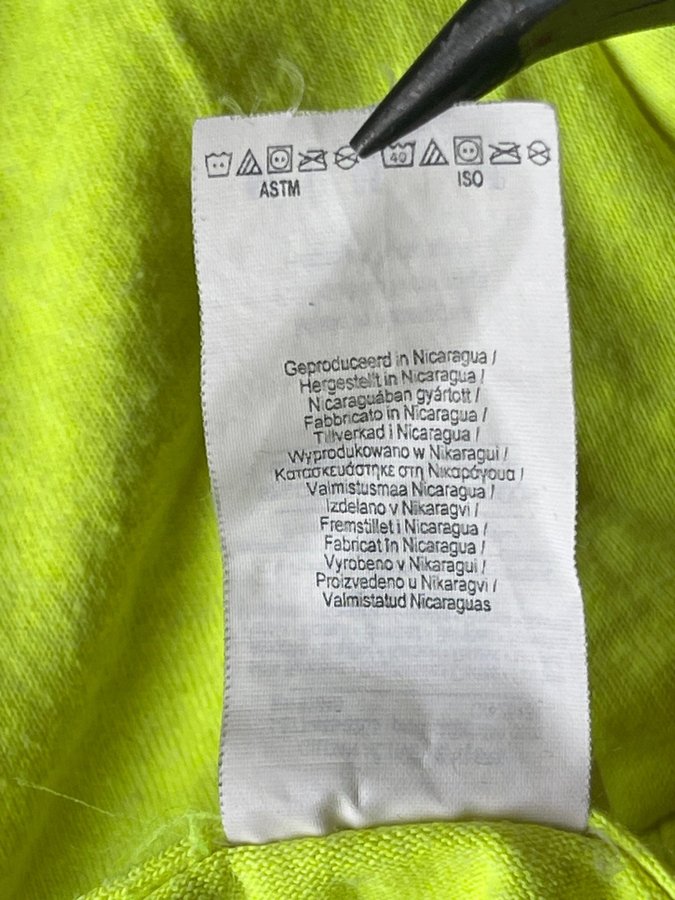 40
ASTM
ISO
Geproduceerd in Nicaragua /
Hergestellt in Nicaragua /
Nicaraguában gyártott /
Fabbricato in Nicaragua /
Tillverkad i Nicaragua /
Wyprodukowano w Nikaragui /
Κατασκευάστηκε στη Νικαράγουα /
Valmistusmaa Nicaragua /
Izdelano v Nikaragvi /
Fremstillet i Nicaragua /
Fabricat în Nicaragua /
Vyrobeno v Nikaragui /
Proizvedeno u Nikaragvi /
Valmistatud Nicaraguas